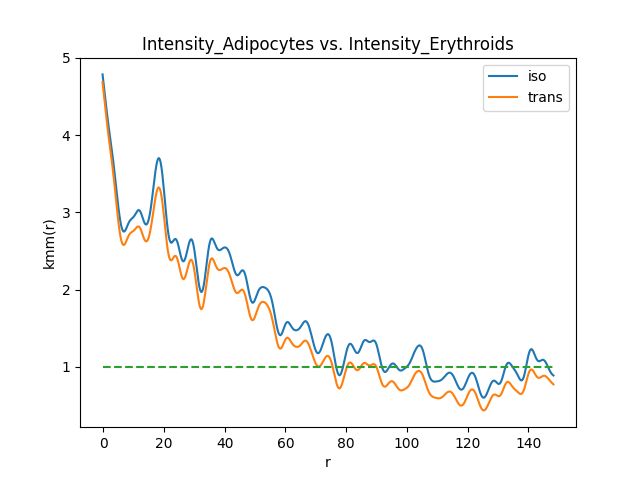 Intensity_Adipocytes vs. Intensity_Erythroids
iso
trans
5
4
3
2
1
kmm(r)
0
20
40
60
80
100
120
140
r